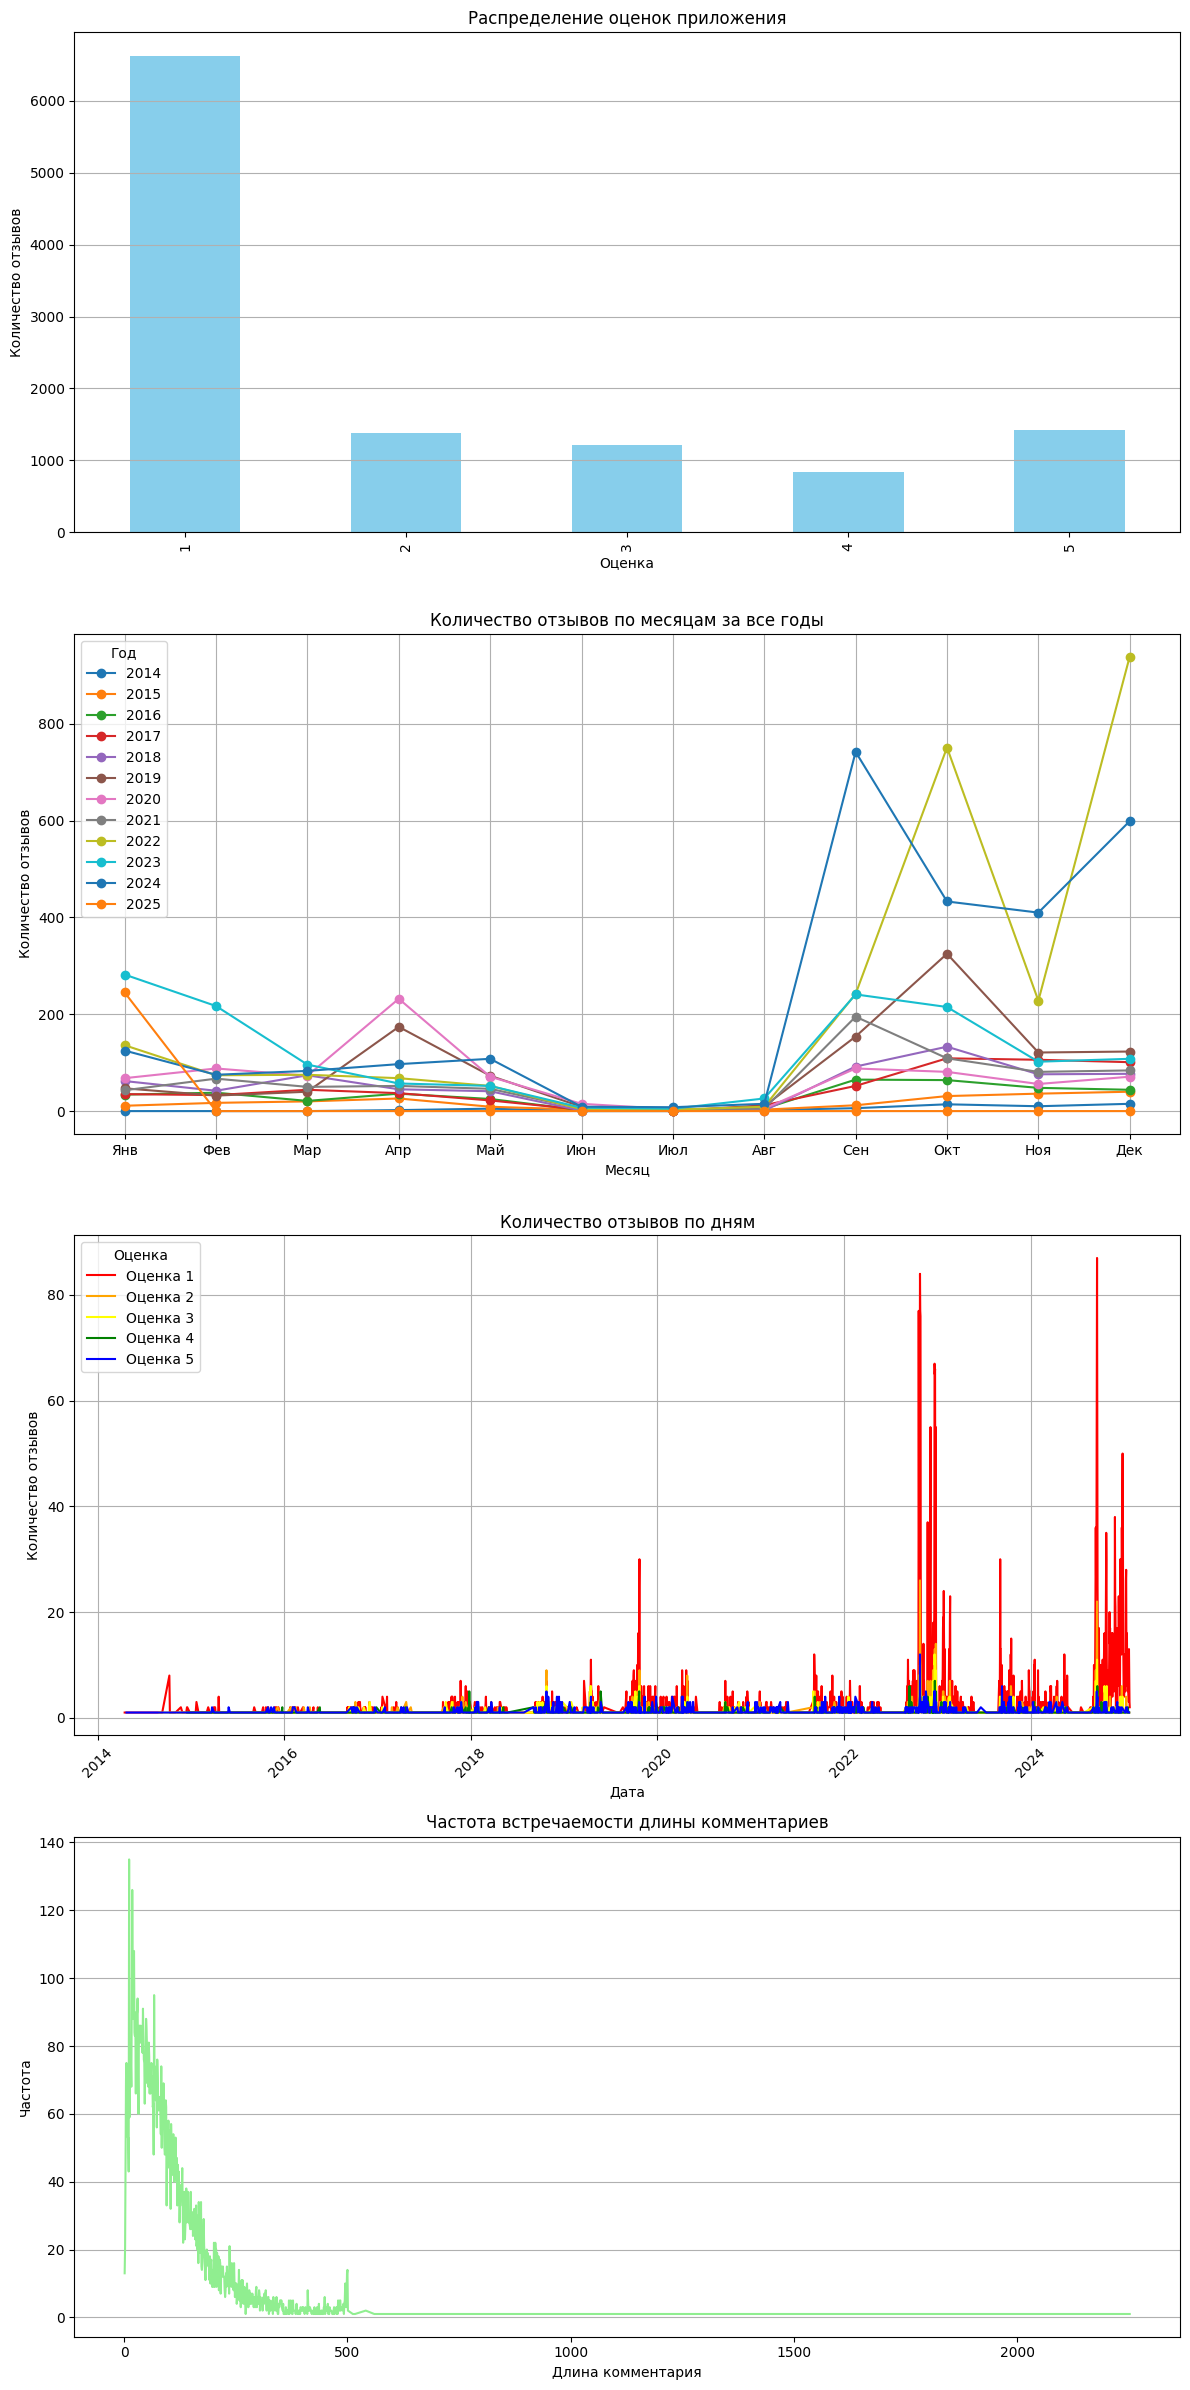 Распределение оценок приложения
Количество отзывов
6000
5000
4000
3000
2000
1000
0
1
2
3
4
5
Оценка
Количество отзывов по месяцам за все годы
Количество отзывов
800
600
400
200
0
Год
2014
2015
2016
2017
2018
2019
2020
2021
2022
2023
2024
2025
Янв Фев Мар Апр Май Июн Июл Авг Сен Окт Ноя Дек
Месяц
Количество отзывов по дням
Количество отзывов
80
60
40
20
0
Оценка
Оценка 1
Оценка 2
Оценка 3
Оценка 4
Оценка 5
2014 2016 2018 2020 2022 2024
Дата
Частота встречаемости длины комментариев
Частота
140
120
100
80
60
40
20
0
0 500 1000 1500 2000
Длина комментария